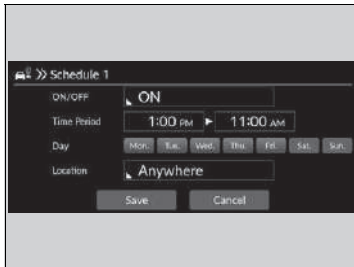 >> Schedule 1
ON/OFF ON
Time Period 1:00 PM ► 11:00 AM
Day Mon. Tue. Wed. Thu. Fri. Sat. Sun.
Location Anywhere
Save Cancel